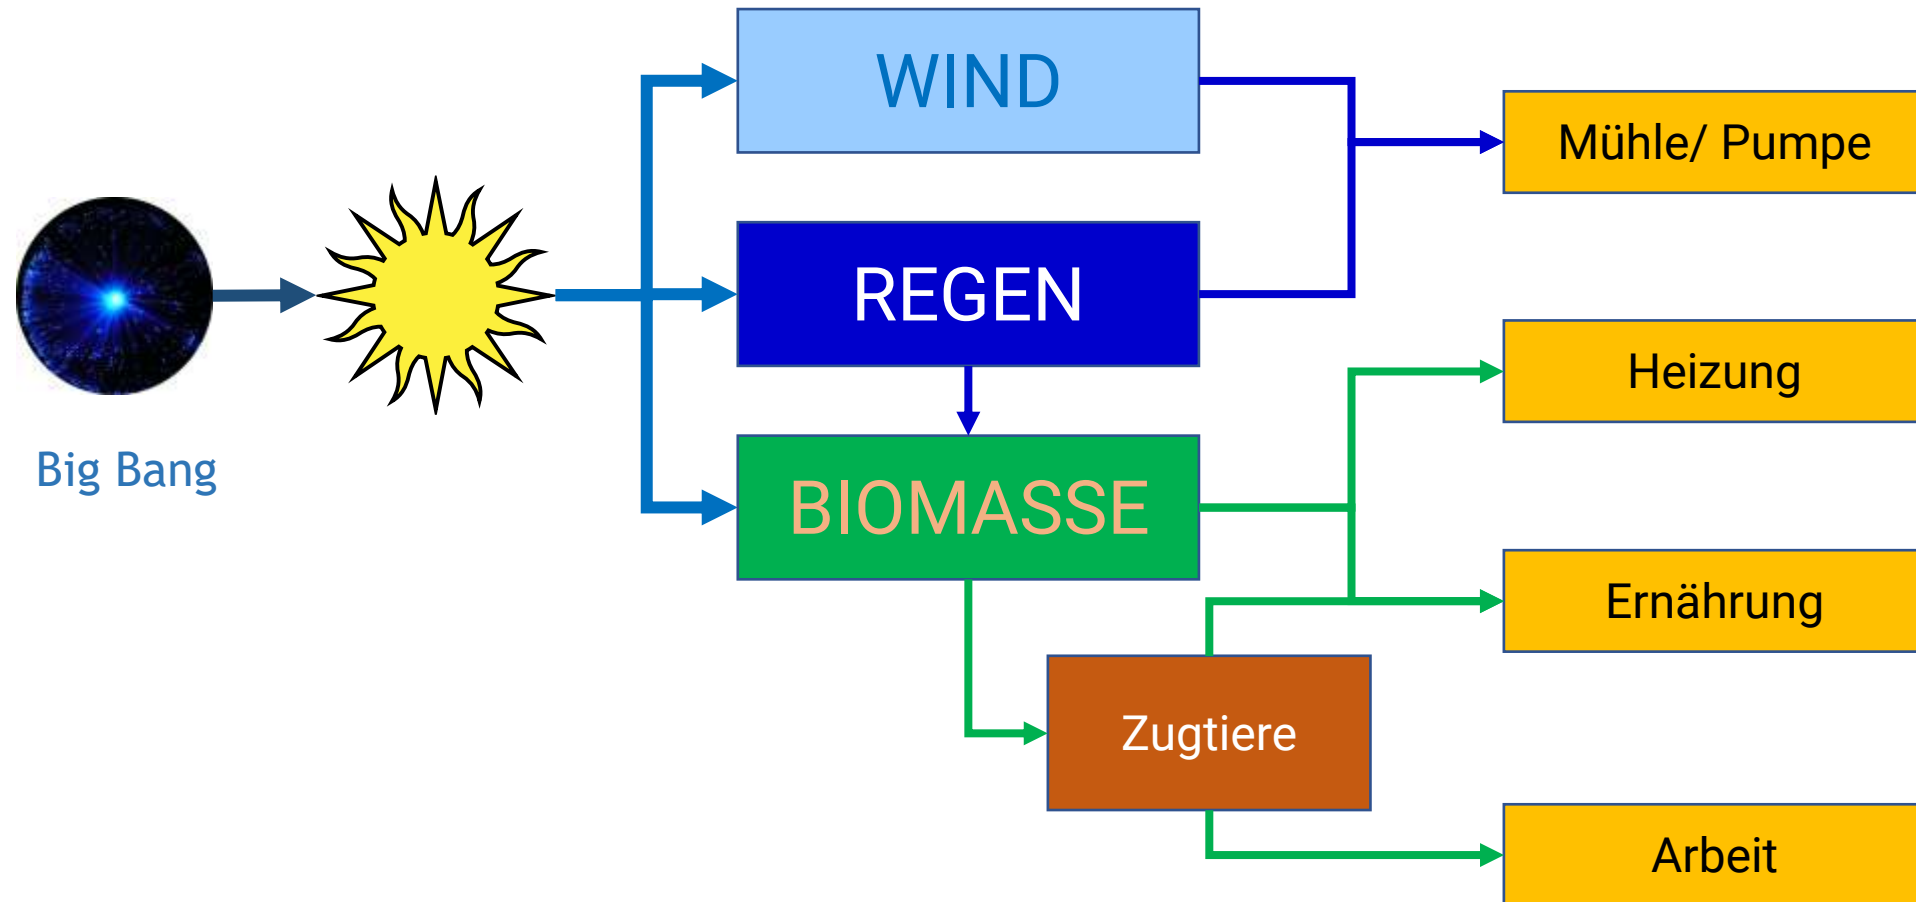 WIND
Mühle/ Pumpe
REGEN
Heizung
Big Bang
BIOMASSE
Ernährung
Zugtiere
Arbeit